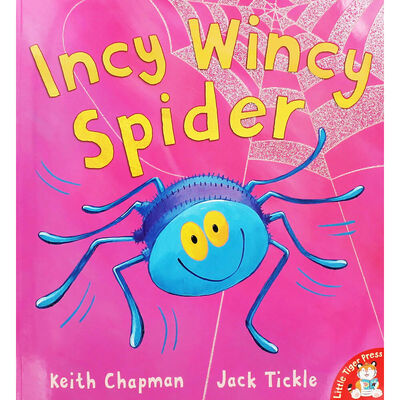 Incy Wincy
Spider
Keith Chapman
Jack Tickle
Little Tiger Press